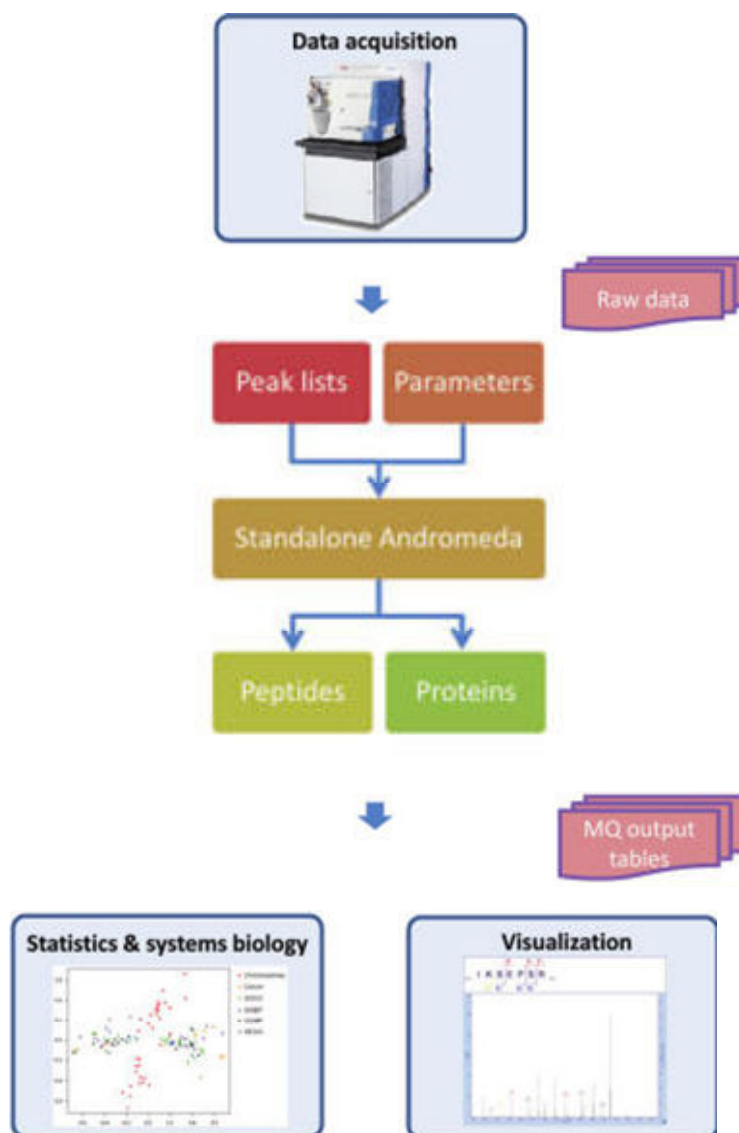 Data acquisition
Raw data
Peak lists
Parameters
Standalone Andromeda
Peptides
Proteins
MQ output
tables
Statistics & systems biology
Visualization